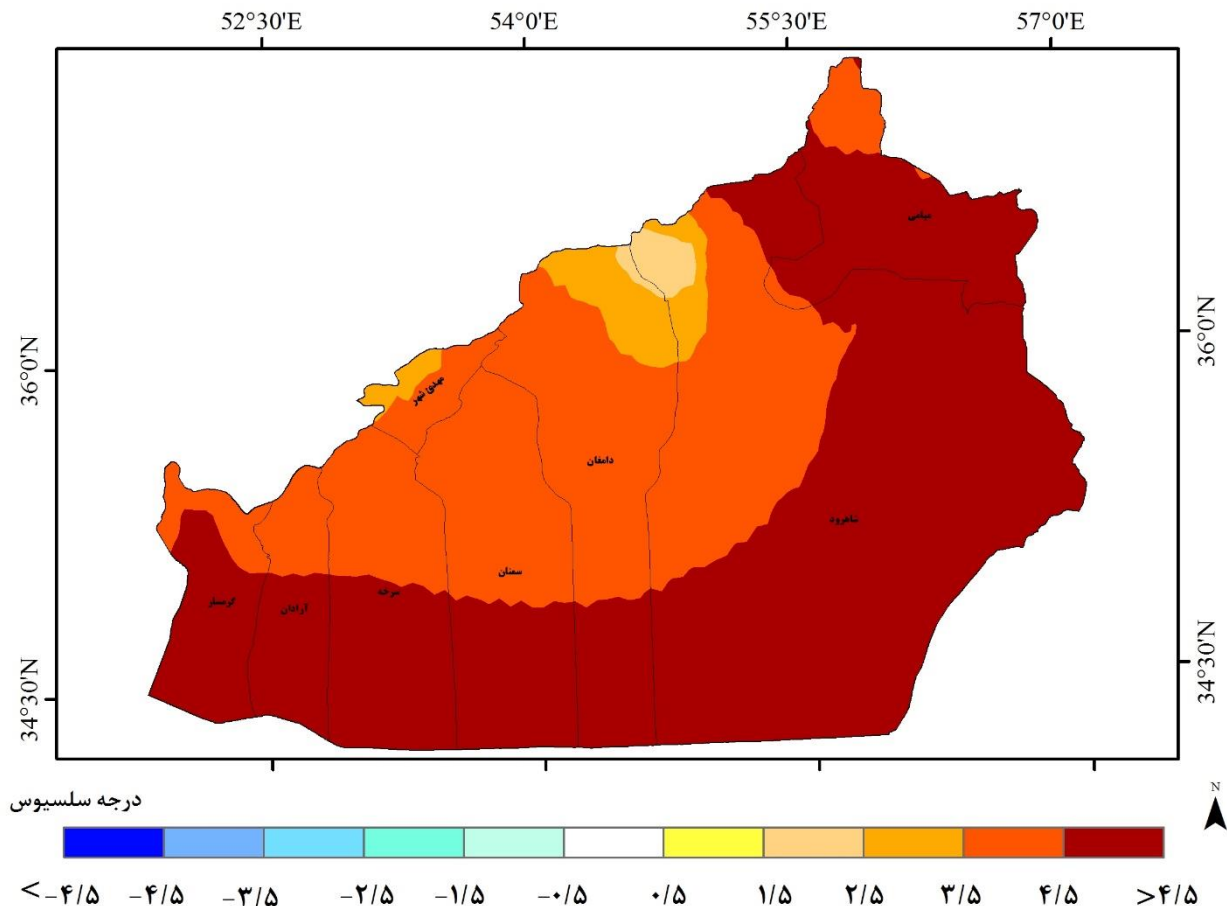 52°30'E 54°0'E 55°30'E 57°0'E
میامی
36°0'N 36°0'N
مهدی شهر
دامغان
شاهرود
سمنان
سرخه
گرمسار
آرادان
34°30'N 34°30'N
درجه سلسیوس
N
<-۴/۵ -۴/۵ -۳/۵ -۲/۵ -۱/۵ -۰/۵ ۰/۵ ۱/۵ ۲/۵ ۳/۵ ۴/۵ >۴/۵